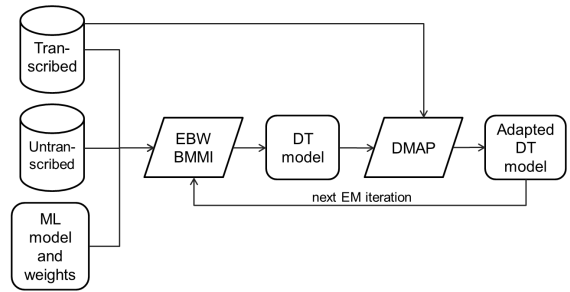 Tran-
scribed
Untran-
scribed
ML
model
and
weights
EBW
BMMI
DT
model
DMAP
Adapted
DT
model
next EM iteration